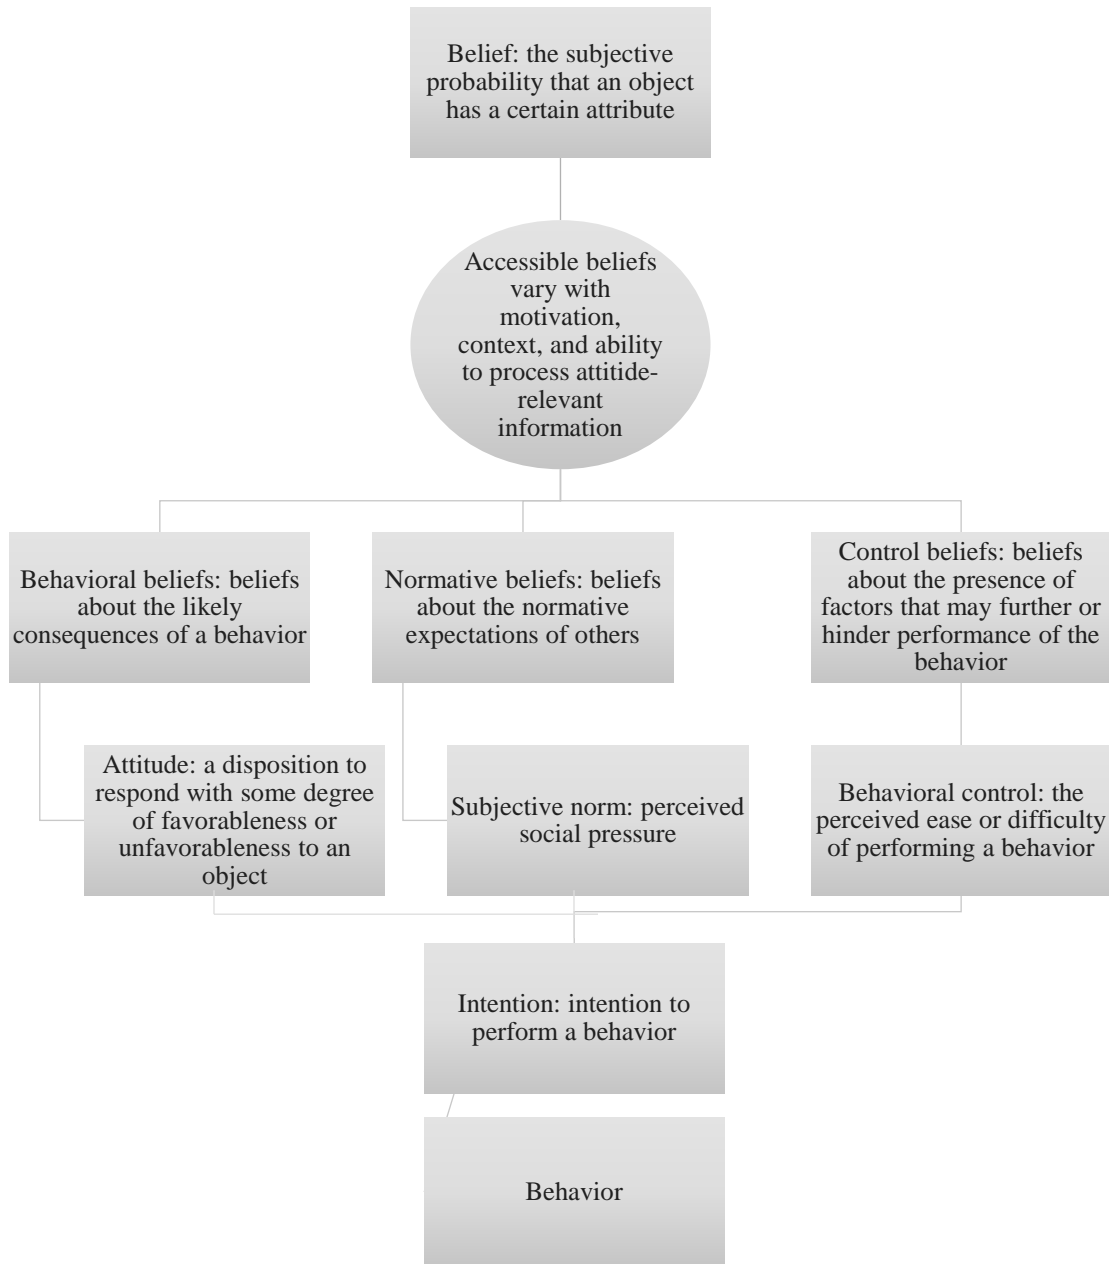 Belief: the subjective
probability that an object
has a certain attribute
Accessible beliefs
vary with
motivation,
context, and ability
to process attitide-
relevant
information
Behavioral beliefs: beliefs
about the likely
consequences of a behavior
Normative beliefs: beliefs
about the normative
expectations of others
Control beliefs: beliefs
about the presence of
factors that may further or
hinder performance of the
behavior
Attitude: a disposition to
respond with some degree
of favorableness or
unfavorableness to an
object
Subjective norm: perceived
social pressure
Behavioral control: the
perceived ease or difficulty
of performing a behavior
Intention: intention to
perform a behavior
Behavior